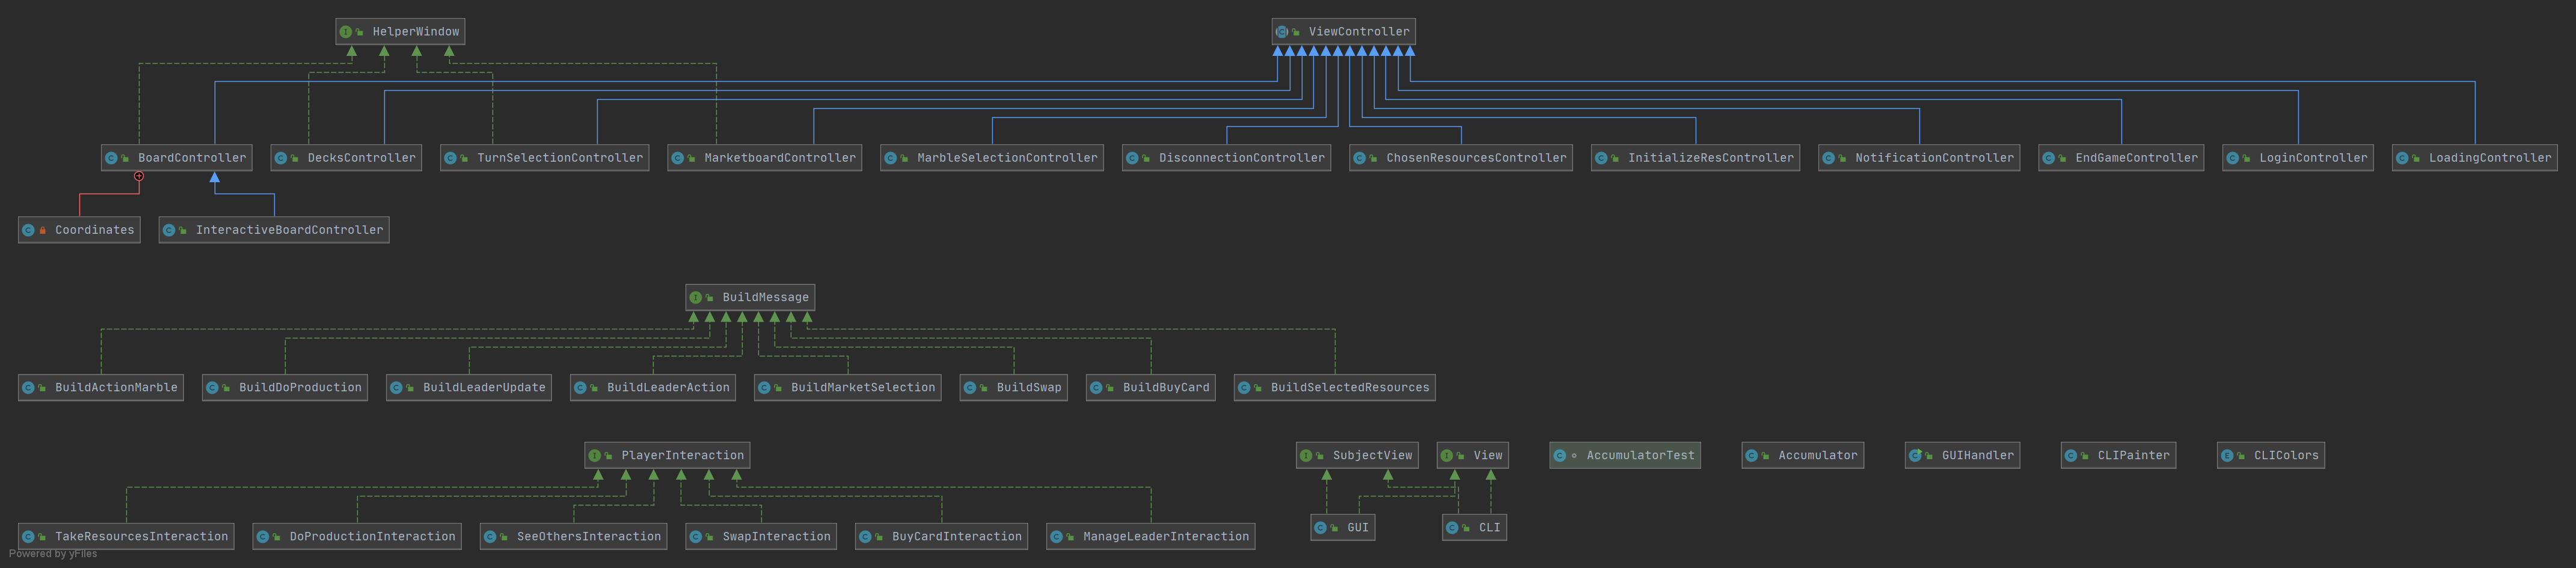 HelperWindow
ViewController
BoardController
DecksController
TurnSelectionController
MarketboardController
MarbleSelectionController
DisconnectionController
ChosenResourcesController
InitializeResController
NotificationController
EndGameController
LoginController
LoadingController
Coordinates
InteractiveBoardController
BuildMessage
BuildActionMarble
BuildDoProduction
BuildLeaderUpdate
BuildLeaderAction
BuildMarketSelection
BuildSwap
BuildBuyCard
BuildSelectedResources
PlayerInteraction
SubjectView
View
AccumulatorTest
Accumulator
GUIHandler
CLIPainter
CLIColors
GUI
CLI
TakeResourcesInteraction
DoProductionInteraction
SeeOthersInteraction
SwapInteraction
BuyCardInteraction
ManageLeaderInteraction
Powered by yFiles